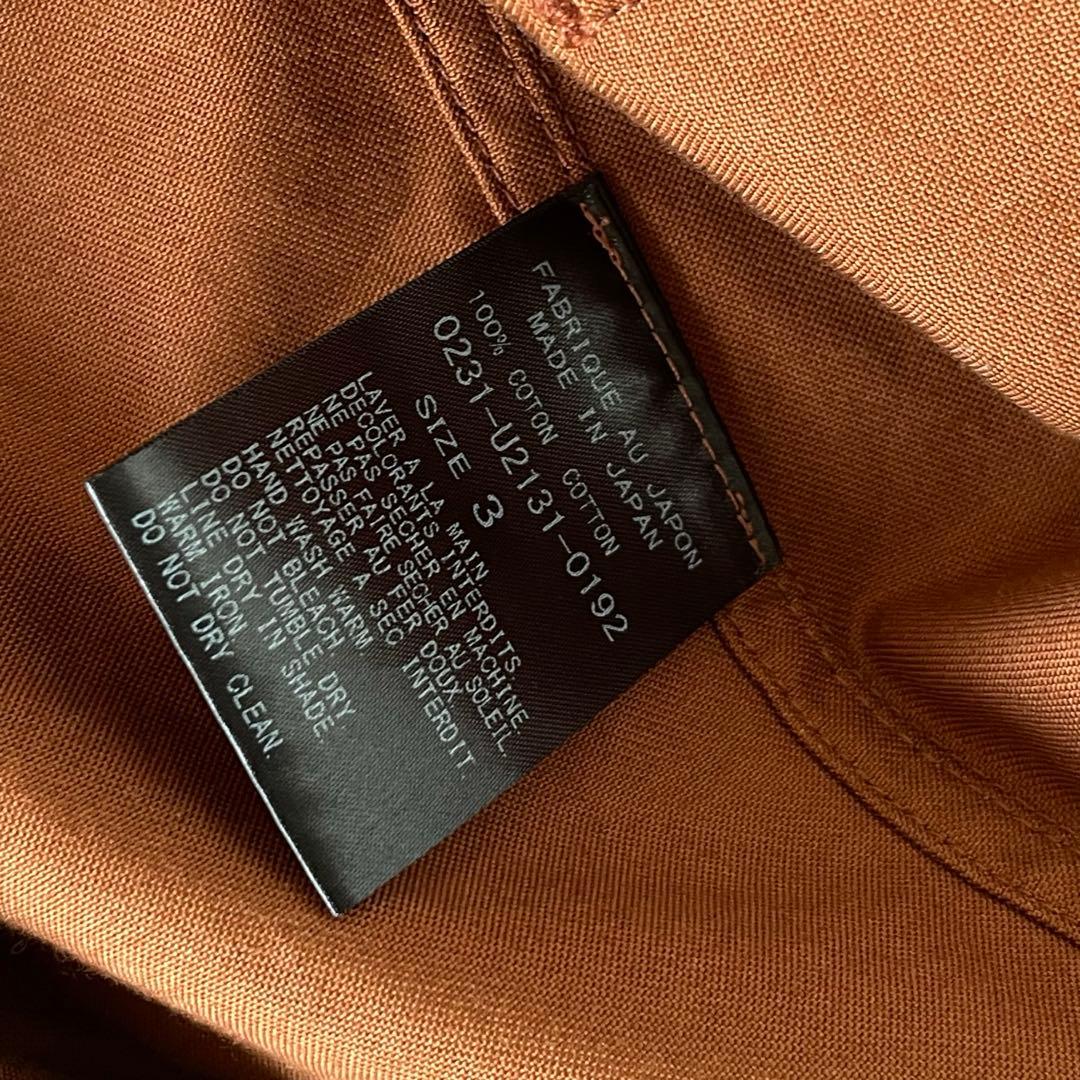 FABRIQUE AU JAPON
MADE IN JAPAN
100% COTON COTTON
0231-U2131-0192
SIZE 3
LAVER A LA MAIN
DECOLORANTS INTERDITS
NE PAS SECHER EN MACHINE.
NE PAS FAIRE SECHER AU SOLEIL.
REPASSER AU FER DOUX.
NETTOYAGE A SEC INTERDIT.
HAND WASH WARM
DO NOT BLEACH
DO NOT TUMBLE DRY
LINE DRY IN SHADE.
WARM IRON.
DO NOT DRY CLEAN.